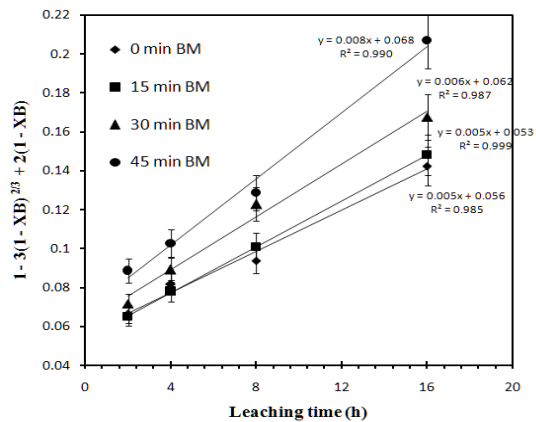 0.22
0.2
0.18
0.16
0.14
0.12
0.1
0.08
0.06
0.04
1- 3(1- XB) 2/3 + 2(1 - XB)
0 min BM
15 min BM
30 min BM
45 min BM
y = 0.008x + 0.068
R² = 0.990
y = 0.006x + 0.062
R² = 0.987
y = 0.005x + 0.053
R² = 0.999
y = 0.005x + 0.056
R² = 0.985
0 4 8 12 16 20
Leaching time (h)